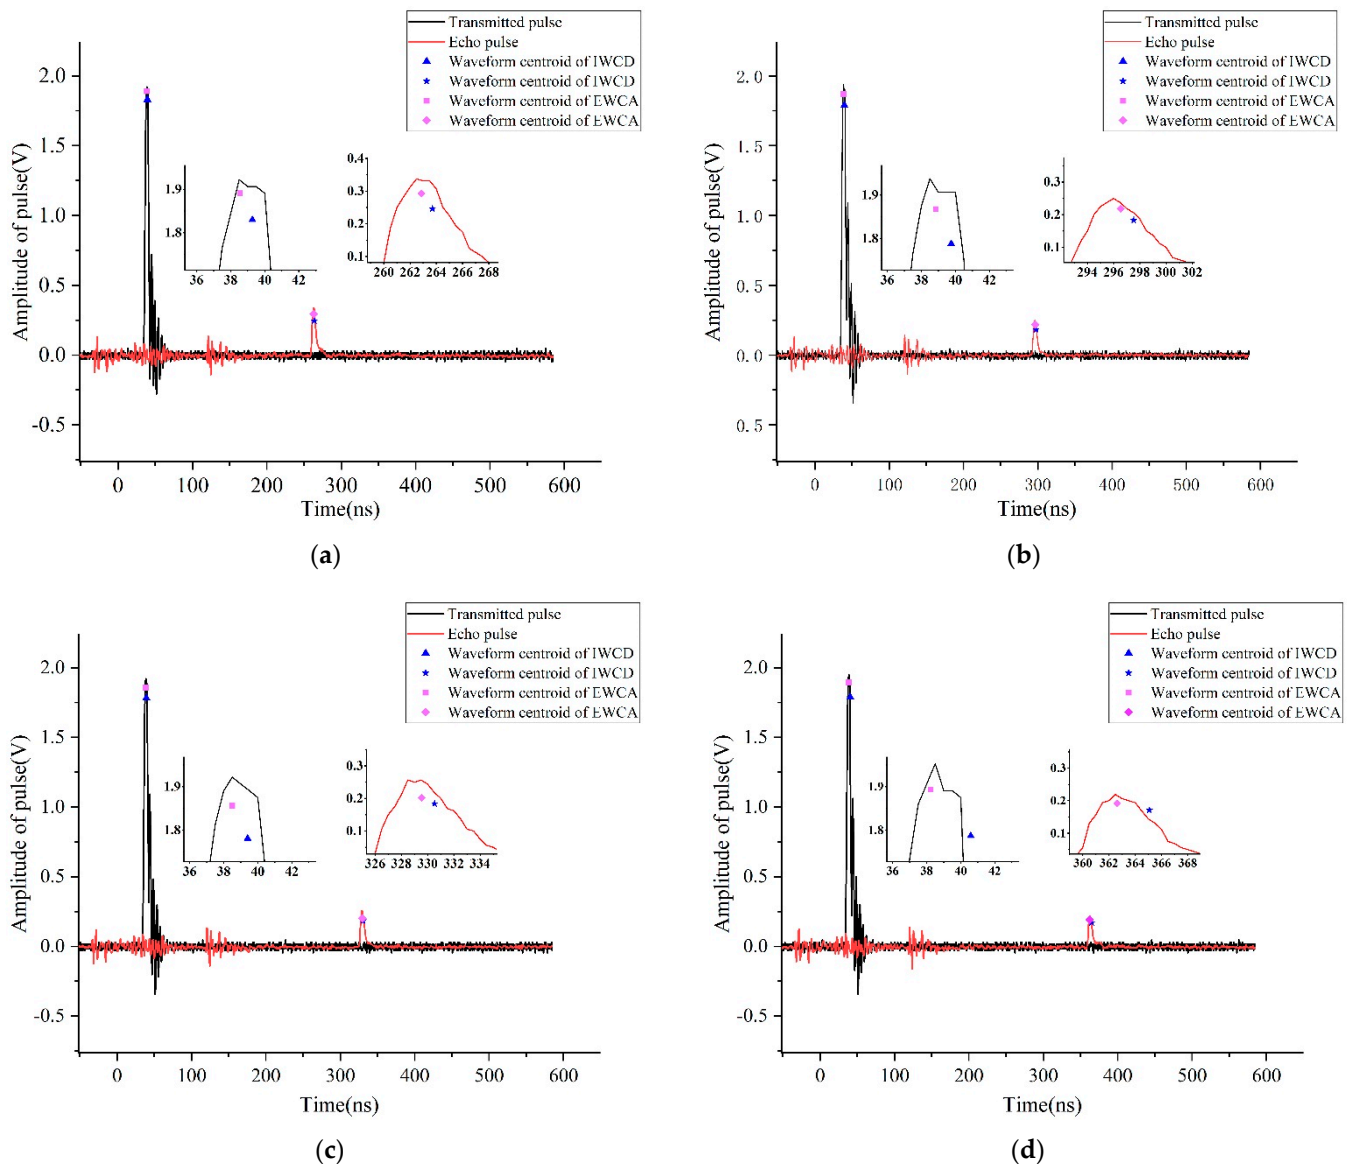 Transmitted pulse
Echo pulse
Waveform centroid of IWCD
Waveform centroid of IWCD
Waveform centroid of EWCA
Waveform centroid of EWCA
2.0
1.5
1.0
0.5
0.0
-0.5
Amplitude of pulse(V)
1.9
1.8
36 38 40 42
0.4
0.3
0.2
0.1
260 262 264 266 268
0 100 200 300 400 500 600
Time(ns)
(a)
Transmitted pulse
Echo pulse
Waveform centroid of IWCD
Waveform centroid of IWCD
Waveform centroid of EWCA
Waveform centroid of EWCA
2.0
1.5
1.0
0.5
0.0
0.5
Amplitude of pulse(V)
1.9
1.8
36 38 40 42
0.3
0.2
0.1
294 296 298 300 302
0 100 200 300 400 500 600
Time(ns)
(b)
Transmitted pulse
Echo pulse
Waveform centroid of IWCD
Waveform centroid of IWCD
Waveform centroid of EWCA
Waveform centroid of EWCA
2.0
1.5
1.0
0.5
0.0
-0.5
Amplitude of pulse(V)
1.9
1.8
36 38 40 42
0.3
0.2
0.1
326 328 330 332 334
0 100 200 300 400 500 600
Time(ns)
(c)
Transmitted pulse
Echo pulse
Waveform centroid of IWCD
Waveform centroid of IWCD
Waveform centroid of EWCA
Waveform centroid of EWCA
2.0
1.5
1.0
0.5
0.0
-0.5
Amplitude of pulse(V)
1.9
1.8
36 38 40 42
0.3
0.2
0.1
360 362 364 366 368
0 100 200 300 400 500 600
Time(ns)
(d)